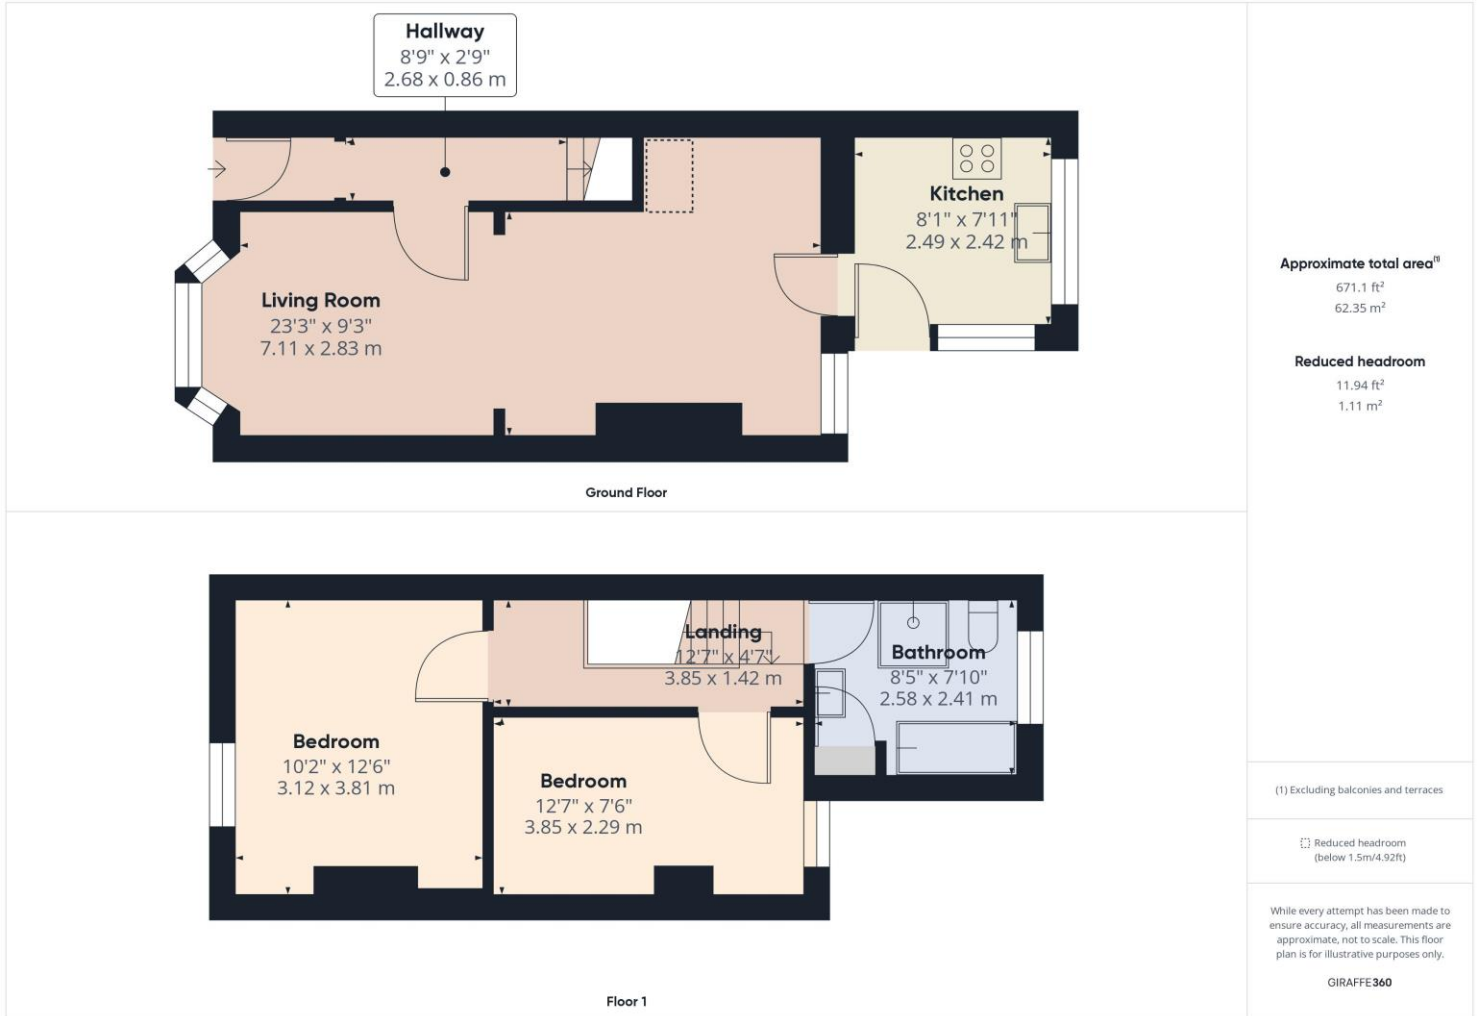 Hallway
8'9" x 2'9"
2.68 x 0.86 m
Kitchen
8'1" x 7'11"
2.49 x 2.42 m
Living Room
23'3" x 9'3"
7.11 x 2.83 m
Ground Floor
Landing
12'7" x 4'7"
3.85 x 1.42 m
Bathroom
8'5" x 7'10"
2.58 x 2.41 m
Bedroom
10'2" x 12'6"
3.12 x 3.81 m
Bedroom
12'7" x 7'6"
3.85 x 2.29 m
Floor 1
Approximate total area⁽¹⁾
671.1 ft²
62.35 m²
Reduced headroom
11.94 ft²
1.11 m²
(1) Excluding balconies and terraces
Reduced headroom
(below 1.5m/4.92ft)
While every attempt has been made to
ensure accuracy, all measurements are
approximate, not to scale. This floor
plan is for illustrative purposes only.
GIRAFFE360